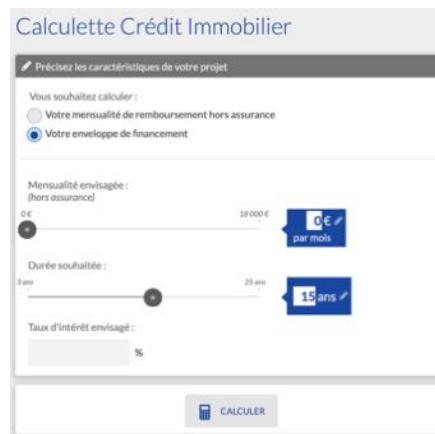 Calculette Crédit Immobilier
Précisez les caractéristiques de votre projet
Vous souhaitez calculer :
Votre mensualité de remboursement hors assurance
Votre enveloppe de financement
Mensualité envisagée :
(hors assurance)
0 € 18 000 €
0 €
par mois
Durée souhaitée :
3 ans 25 ans
15 ans
Taux d'intérêt envisagé :
%
CALCULER